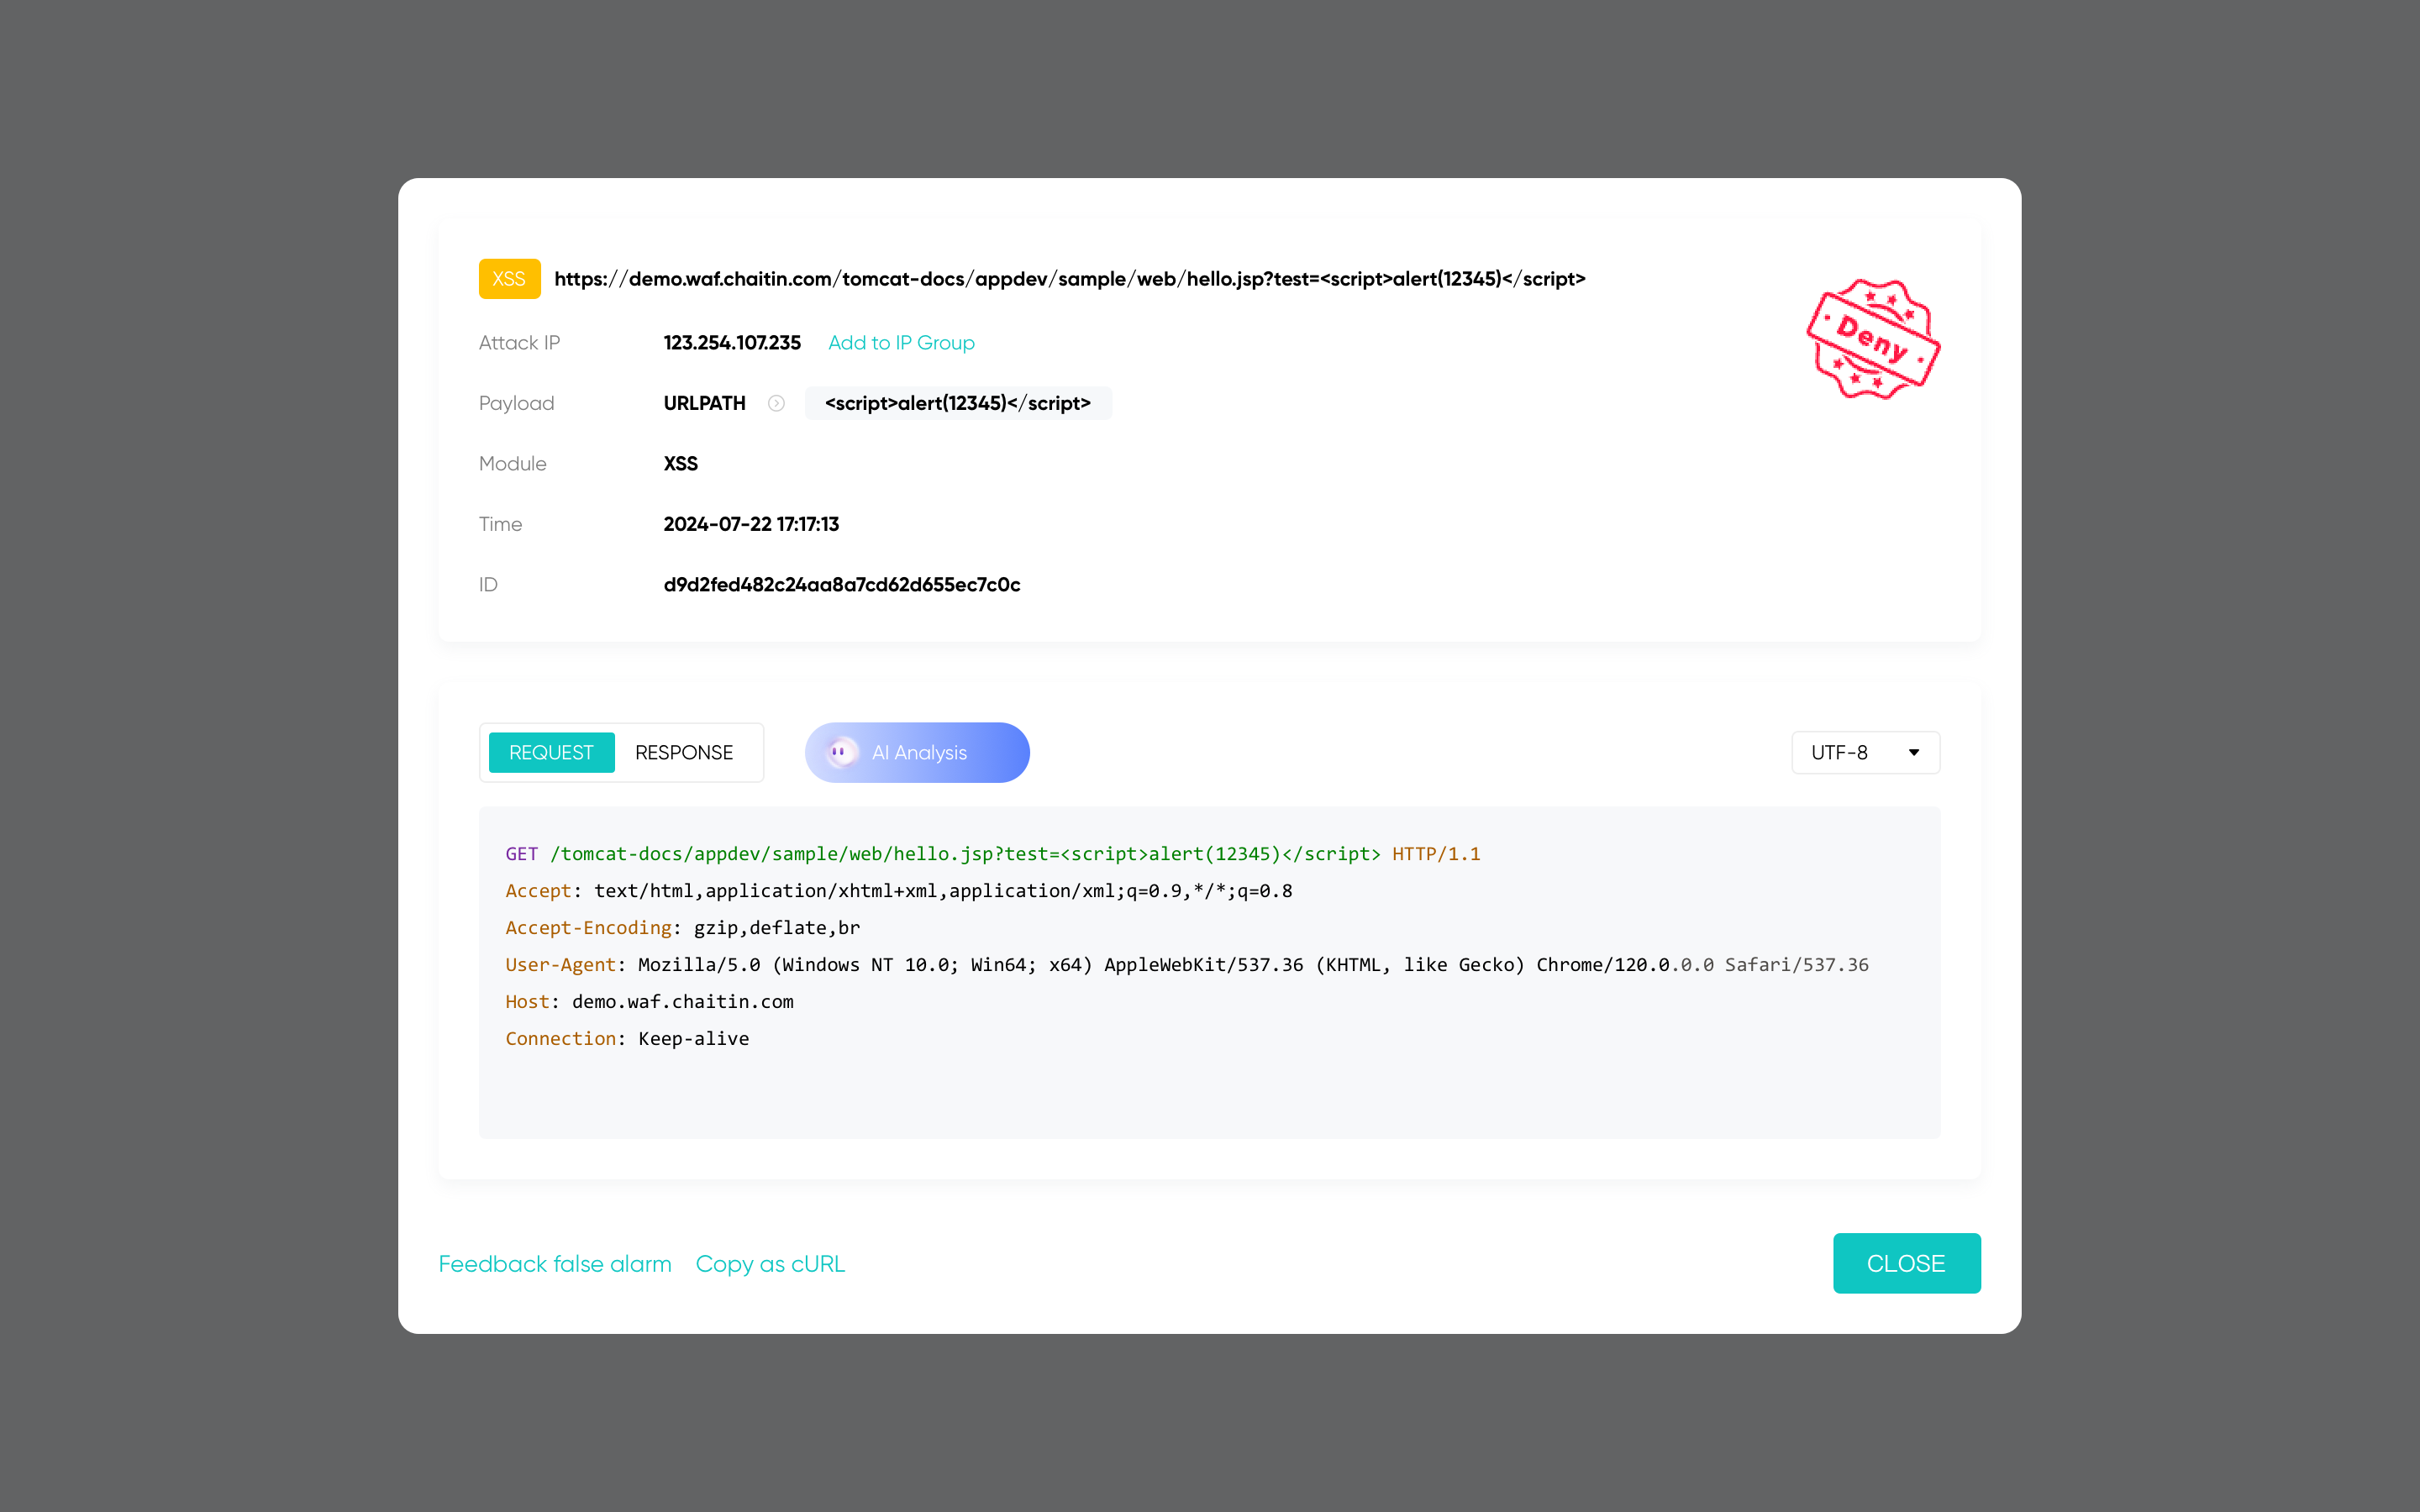 XSS https://demo.waf.chaitin.com/tomcat-docs/appdev/sample/web/hello.jsp?test=<script>alert(12345)</script>
Deny
Attack IP 123.254.107.235 Add to IP Group
Payload URLPATH <script>alert(12345)</script>
Module XSS
Time 2024-07-22 17:17:13
ID d9d2fed482c24aa8a7cd62d655ec7c0c
REQUEST RESPONSE AI Analysis UTF-8
GET /tomcat-docs/appdev/sample/web/hello.jsp?test=<script>alert(12345)</script> HTTP/1.1
Accept: text/html,application/xhtml+xml,application/xml;q=0.9,*/*;q=0.8
Accept-Encoding: gzip,deflate,br
User-Agent: Mozilla/5.0 (Windows NT 10.0; Win64; x64) AppleWebKit/537.36 (KHTML, like Gecko) Chrome/120.0.0.0 Safari/537.36
Host: demo.waf.chaitin.com
Connection: Keep-alive
Feedback false alarm Copy as cURL CLOSE